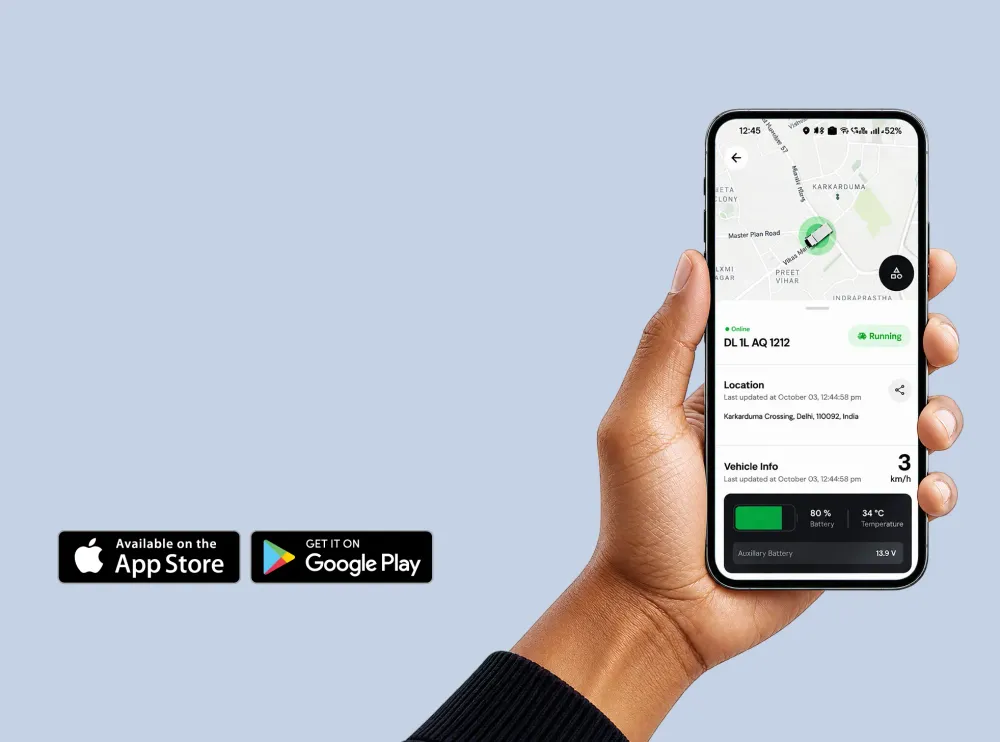 12:45
52%
KARKARDUMA
Master Plan Road
PREET
VIHAR
INDRAPRASTHA
Online
DL 1L AQ 1212
Running
Location
Last updated at October 03, 12:44:58 pm
Karkarduma Crossing, Delhi, 110092, India
Vehicle Info
Last updated at October 03, 12:44:58 pm
3
km/h
80 %
Battery
34 °C
Temperature
Auxiliary Battery
13.9 V
Available on the
App Store
GET IT ON
Google Play